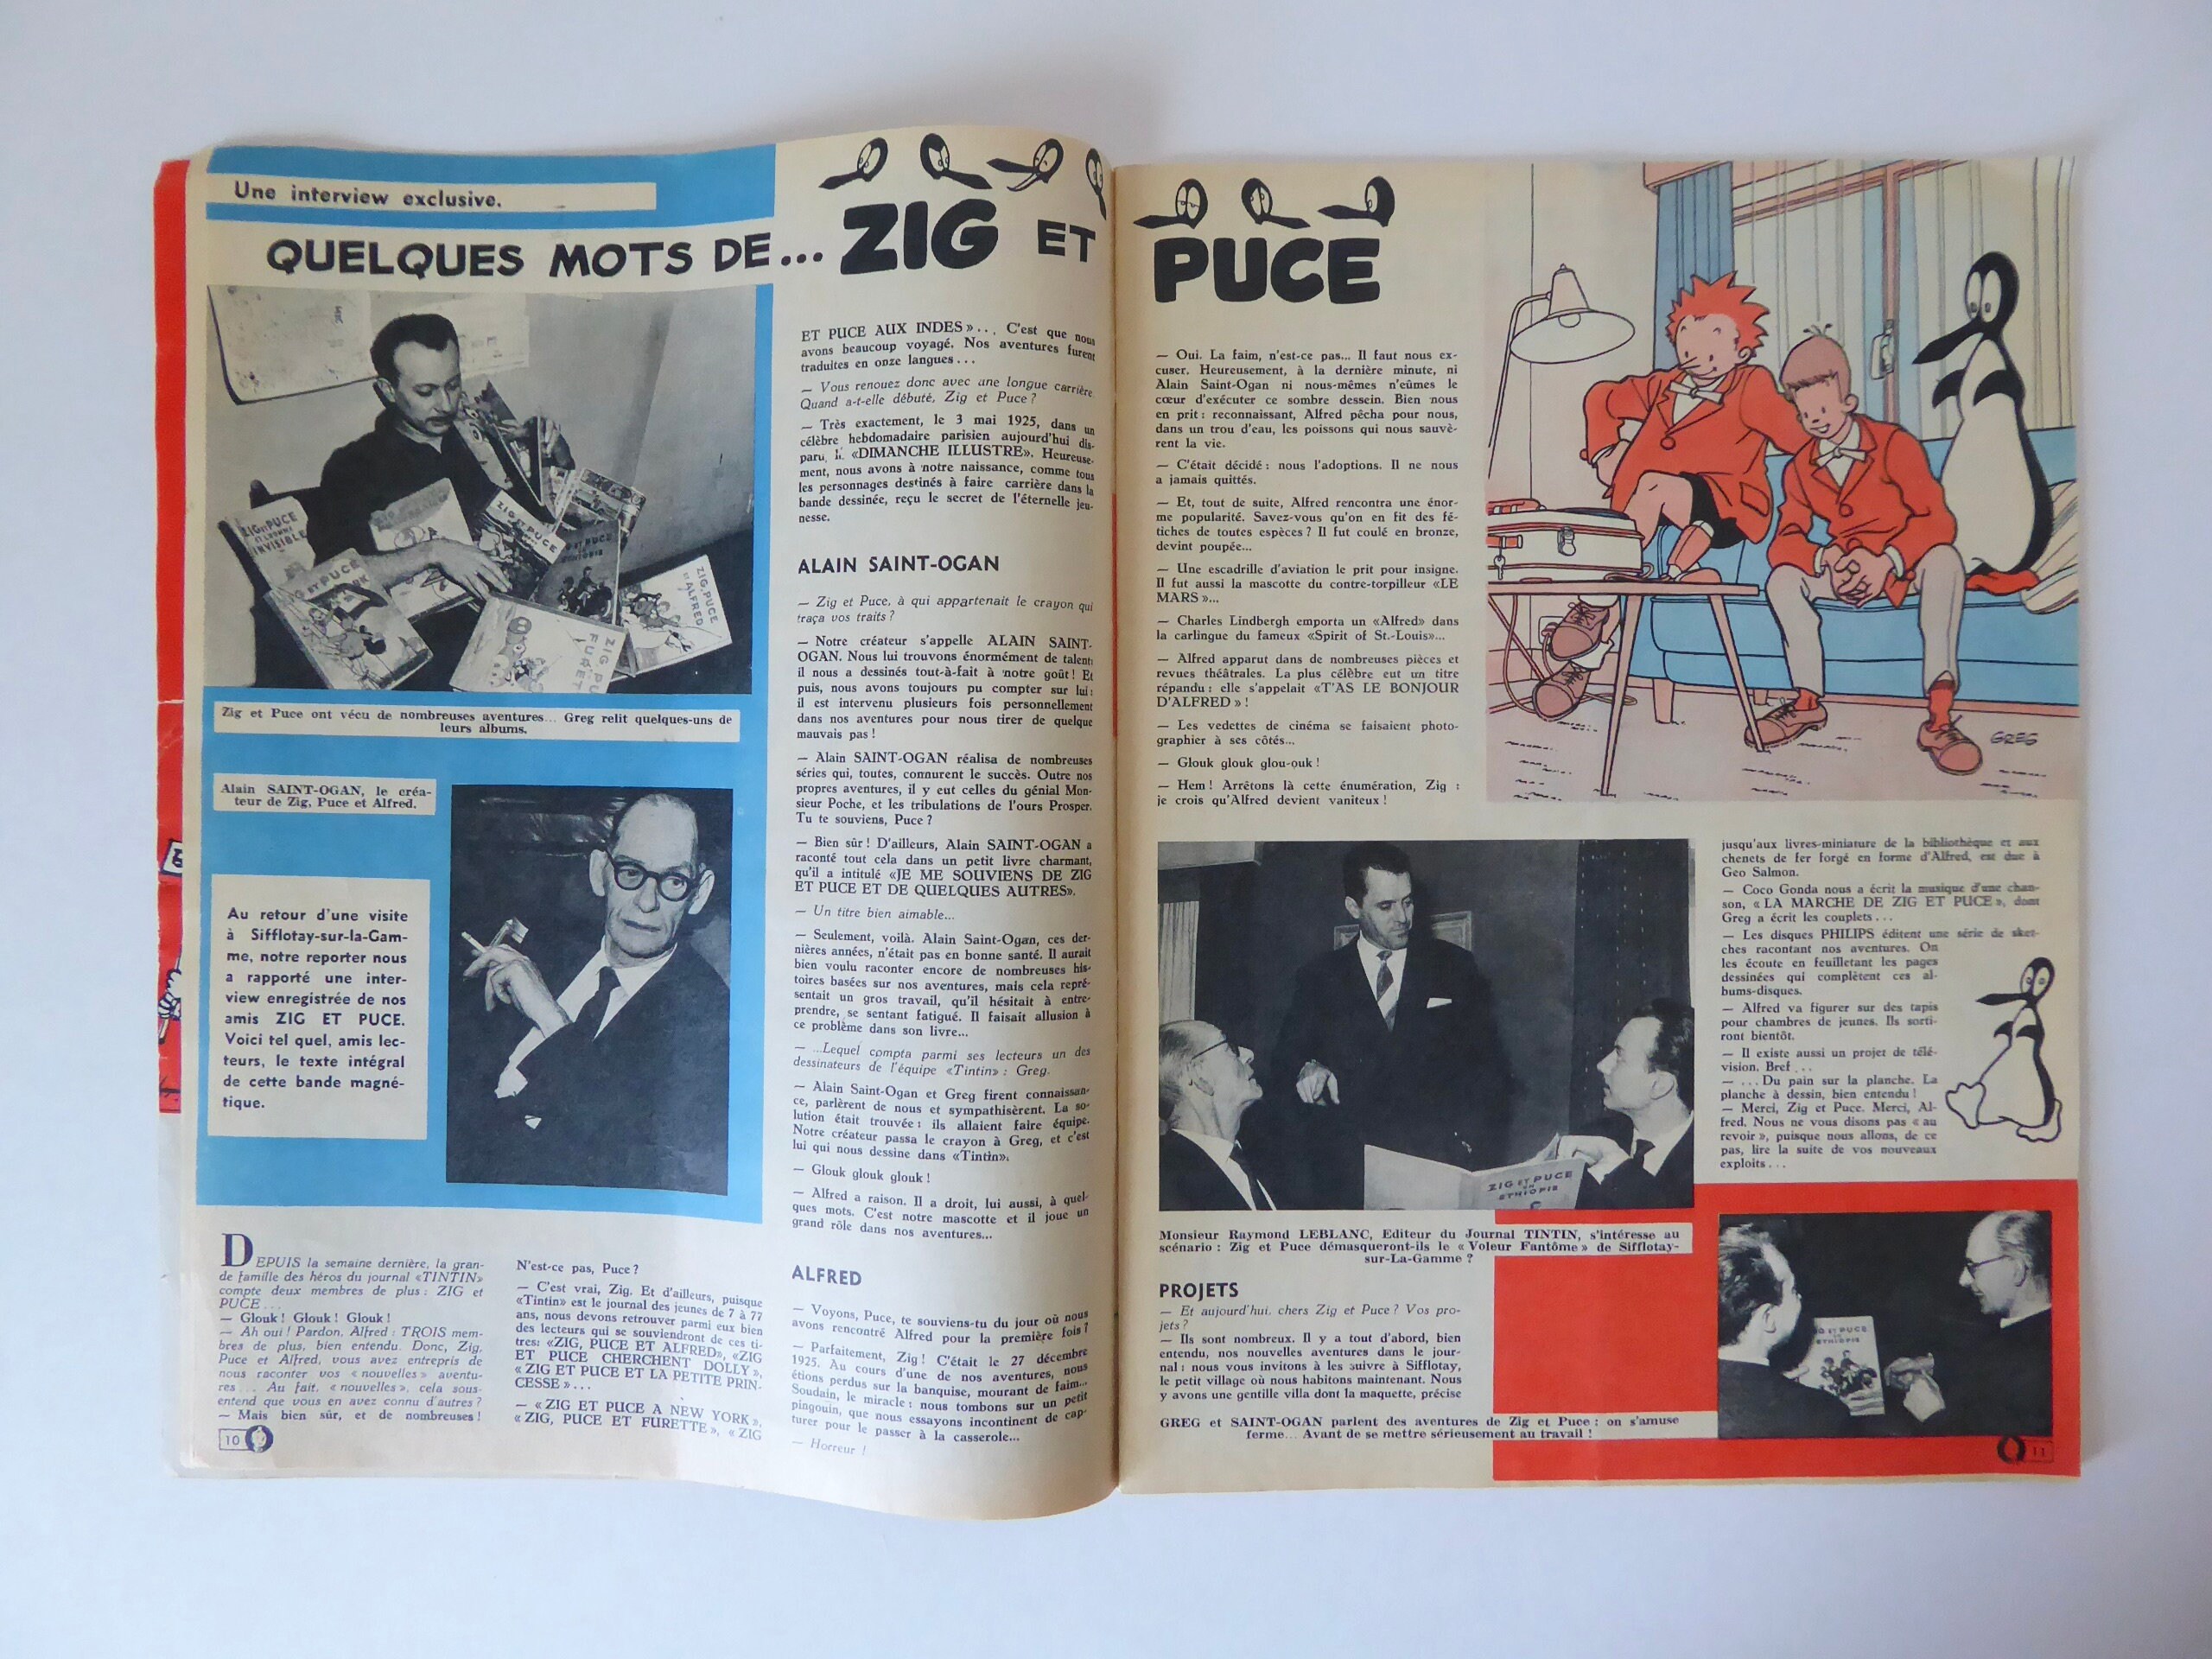 Une interview exclusive.
QUELQUES MOTS DE... ZIG ET
PUCE
ZIG ET PUCE
ET L'HOMME
INVISIBLE
ZIG ET PUCE
ZIG ET PUCE
ETHIOPIE
ZIG, PUCE
ET ALFRED
Zig et Puce ont vécu de nombreuses aventures... Greg relit quelques-uns de
leurs albums.
Alain SAINT-OGAN, le créa-
teur de Zig, Puce et Alfred.
Au retour d'une visite
à Sifflotay-sur-la-Gam-
me, notre reporter nous
a rapporté une inter-
view enregistrée de nos
amis ZIG ET PUCE.
Voici tel quel, amis lec-
teurs, le texte intégral
de cette bande magné-
tique.
DEPUIS la semaine dernière, la gran-
de famille des héros du journal «TINTIN»
compte deux membres de plus : ZIG et
PUCE...
— Glouk ! Glouk ! Glouk !
— Ah oui ! Pardon, Alfred : TROIS mem-
bres de plus, bien entendu. Donc, Zig,
Puce et Alfred, vous avez entrepris de
nous raconter vos « nouvelles » aventu-
res... Au fait, « nouvelles », cela sous-
entend que vous en avez connu d'autres ?
— Mais bien sûr, et de nombreuses !
10
N'est-ce pas, Puce ?
— C'est vrai, Zig. Et d'ailleurs, puisque
«Tintin» est le journal des jeunes de 7 à 77
ans, nous devons retrouver parmi eux bien
des lecteurs qui se souviendront de ces ti-
tres: «ZIG, PUCE ET ALFRED», «ZIG
ET PUCE CHERCHENT DOLLY»,
« ZIG ET PUCE ET LA PETITE PRIN-
CESSE »...
— « ZIG ET PUCE A NEW YORK »,
« ZIG, PUCE ET FURETTE », « ZIG
ET PUCE AUX INDES »... C'est que nous
avons beaucoup voyagé. Nos aventures furent
traduites en onze langues...
— Vous renouez donc avec une longue carrière.
Quand a-t-elle débuté, Zig et Puce ?
— Très exactement, le 3 mai 1925, dans un
célèbre hebdomadaire parisien aujourd'hui dis-
paru, «DIMANCHE ILLUSTRE». Heureuse-
ment, nous avons à notre naissance, comme tous
les personnages destinés à faire carrière dans la
bande dessinée, reçu le secret de l'éternelle jeu-
nesse.
ALAIN SAINT-OGAN
— Zig et Puce, à qui appartenait le crayon qui
traça vos traits ?
— Notre créateur s'appelle ALAIN SAINT-
OGAN. Nous lui trouvons énormément de talent:
il nous a dessinés tout-à-fait à notre goût ! Et
puis, nous avons toujours pu compter sur lui :
il est intervenu plusieurs fois personnellement
dans nos aventures pour nous tirer de quelque
mauvais pas !
— Alain SAINT-OGAN réalisa de nombreuses
séries qui, toutes, connurent le succès. Outre nos
propres aventures, il y eut celles du génial Mon-
sieur Poche, et les tribulations de l'ours Prosper.
Tu te souviens, Puce ?
— Bien sûr ! D'ailleurs, Alain SAINT-OGAN a
raconté tout cela dans un petit livre charmant,
qu'il a intitulé «JE ME SOUVIENS DE ZIG
ET PUCE ET DE QUELQUES AUTRES».
— Un titre bien aimable...
— Seulement, voilà. Alain Saint-Ogan, ces der-
nières années, n'était pas en bonne santé. Il aurait
bien voulu raconter encore de nombreuses his-
toires basées sur nos aventures, mais cela repré-
sentait un gros travail, qu'il hésitait à entre-
prendre, se sentant fatigué. Il faisait allusion à
ce problème dans son livre...
— ...Lequel compta parmi ses lecteurs un des
dessinateurs de l'équipe «Tintin» : Greg.
— Alain Saint-Ogan et Greg firent connaissan-
ce, parlèrent de nous et sympathisèrent. La so-
lution était trouvée : ils allaient faire équipe.
Notre créateur passa le crayon à Greg, et c'est
lui qui nous dessine dans «Tintin».
— Glouk glouk glouk !
— Alfred a raison. Il a droit, lui aussi, à quel-
ques mots. C'est notre mascotte et il joue un
grand rôle dans nos aventures...
ALFRED
— Voyons, Puce, te souviens-tu du jour où nous
avons rencontré Alfred pour la première fois ?
— Parfaitement, Zig ! C'était le 27 décembre
1925. Au cours d'une de nos aventures, nous
étions perdus sur la banquise, mourant de faim...
Soudain, le miracle : nous tombons sur un petit
pingouin, que nous essayons incontinent de cap-
turer pour le passer à la casserole...
— Horreur !
— Oui. La faim, n'est-ce pas... Il faut nous ex-
cuser. Heureusement, à la dernière minute, ni
Alain Saint-Ogan ni nous-mêmes n'eûmes le
cœur d'exécuter ce sombre dessein. Bien nous
en prit : reconnaissant, Alfred pêcha pour nous,
dans un trou d'eau, les poissons qui nous sauvè-
rent la vie.
— C'était décidé : nous l'adoptions. Il ne nous
a jamais quittés.
— Et, tout de suite, Alfred rencontra une énor-
me popularité. Savez-vous qu'on en fit des fé-
tiches de toutes espèces ? Il fut coulé en bronze,
devint poupée...
— Une escadrille d'aviation le prit pour insigne.
Il fut aussi la mascotte du contre-torpilleur «LE
MARS »...
— Charles Lindbergh emporta un «Alfred» dans
la carlingue du fameux «Spirit of St.-Louis»...
— Alfred apparut dans de nombreuses pièces et
revues théâtrales. La plus célèbre eut un titre
répandu : elle s'appelait «T'AS LE BONJOUR
D'ALFRED » !
— Les vedettes de cinéma se faisaient photo-
graphier à ses côtés...
— Glouk glouk glou-ouk !
— Hem ! Arrêtons là cette énumération, Zig :
je crois qu'Alfred devient vaniteux !
GREG
ZIG ET PUCE
EN
ETHIOPIE
Monsieur Raymond LEBLANC, Editeur du Journal TINTIN, s'intéresse au
scénario : Zig et Puce démasqueront-ils le « Voleur Fantôme » de Sifflotay-
sur-La-Gamme ?
PROJETS
— Et aujourd'hui, chers Zig et Puce ? Vos pro-
jets ?
— Ils sont nombreux. Il y a tout d'abord, bien
entendu, nos nouvelles aventures dans le jour-
nal : nous vous invitons à les suivre à Sifflotay,
le petit village où nous habitons maintenant. Nous
y avons une gentille villa dont la maquette, précise
jusqu'aux livres-miniature de la bibliothèque et aux
chenets de fer forgé en forme d'Alfred, est due à
Geo Salmon.
— Coco Gonda nous a écrit la musique d'une chan-
son, « LA MARCHE DE ZIG ET PUCE », dont
Greg a écrit les couplets...
— Les disques PHILIPS éditent une série de sket-
ches racontant nos aventures. On
les écoute en feuilletant les pages
dessinées qui complètent ces al-
bums-disques.
— Alfred va figurer sur des tapis
pour chambres de jeunes. Ils sorti-
ront bientôt.
— Il existe aussi un projet de télé-
vision. Bref...
— ... Du pain sur la planche. La
planche à dessin, bien entendu !
— Merci, Zig et Puce. Merci, Al-
fred. Nous ne vous disons pas « au
revoir », puisque nous allons, de ce
pas, lire la suite de vos nouveaux
exploits...
ET PUCE
ETHIOPIE
GREG et SAINT-OGAN parlent des aventures de Zig et Puce : on s'amuse
ferme... Avant de se mettre sérieusement au travail !
11